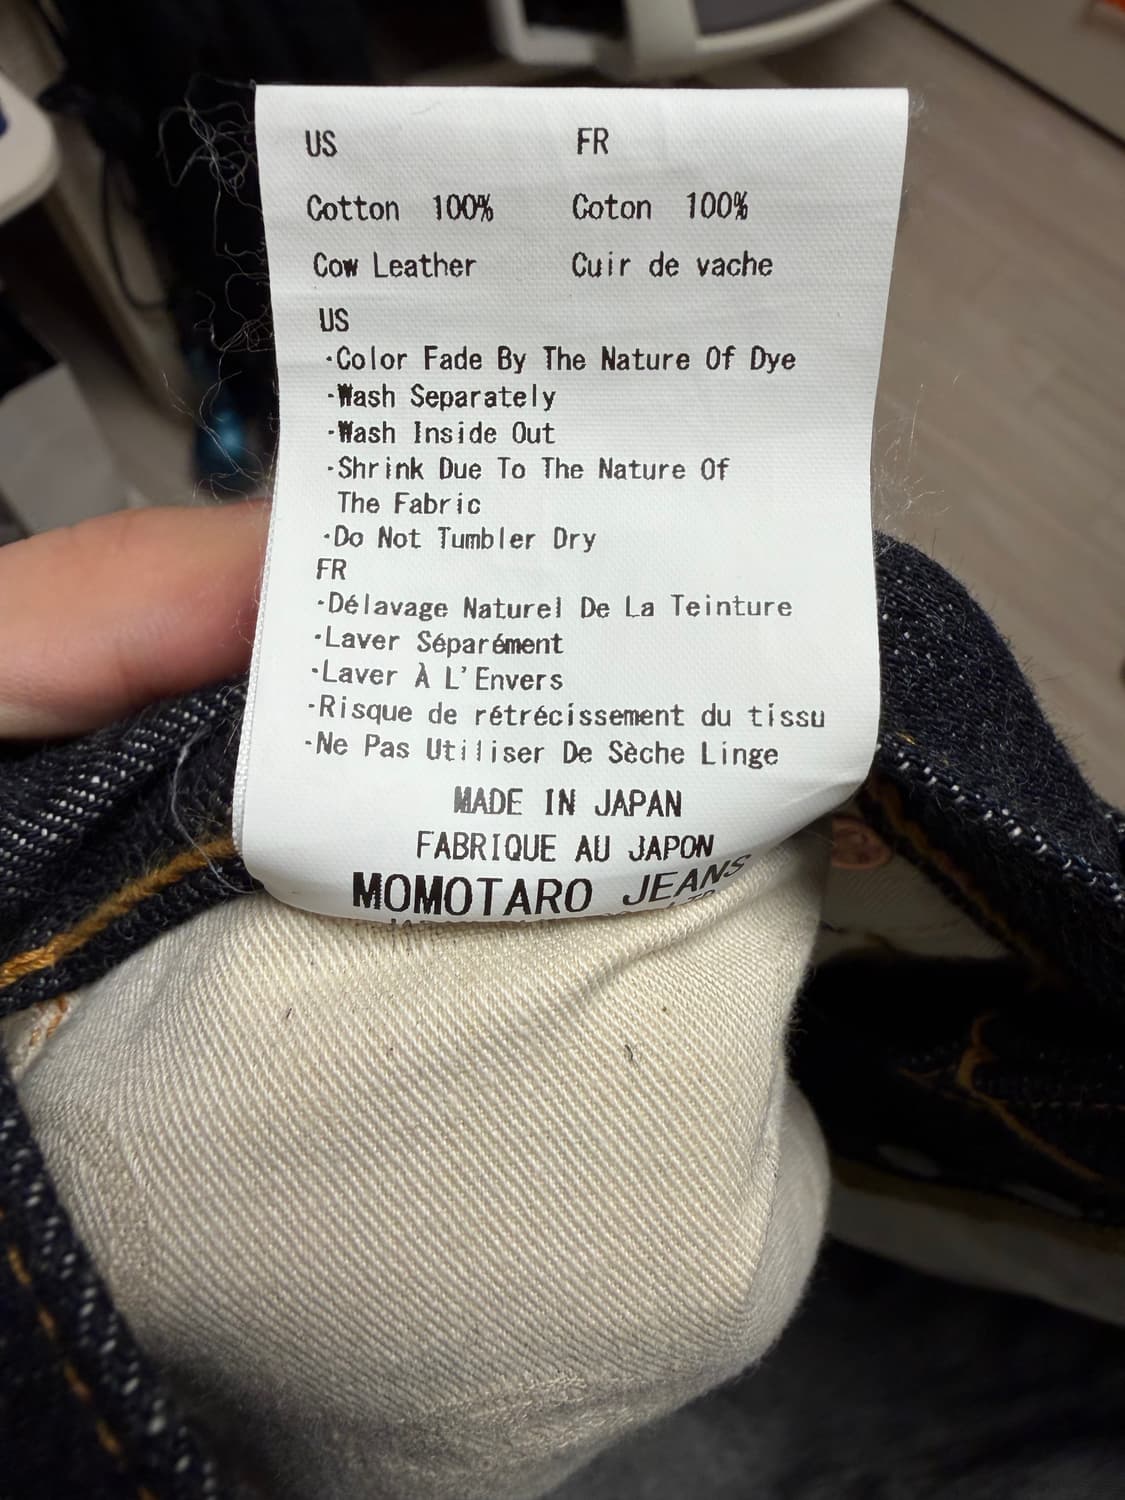 US FR
Cotton 100% Coton 100%
Cow Leather Cuir de vache
US
·Color Fade By The Nature Of Dye
·Wash Separately
·Wash Inside Out
·Shrink Due To The Nature Of
The Fabric
·Do Not Tumbler Dry
FR
·Délavage Naturel De La Teinture
·Laver Séparément
·Laver À L'Envers
·Risque de rétrécissement du tissu
·Ne Pas Utiliser De Sèche Linge
MADE IN JAPAN
FABRIQUE AU JAPON
MOMOTARO JEANS